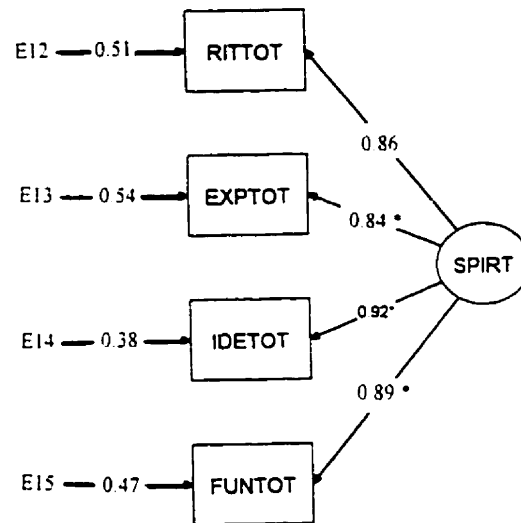 E12 0.51 RITTOT
0.86
E13 0.54 EXPTOT
0.84 *
SPIRT
E14 0.38 IDETOT
0.92*
0.89 *
E15 0.47 FUNTOT